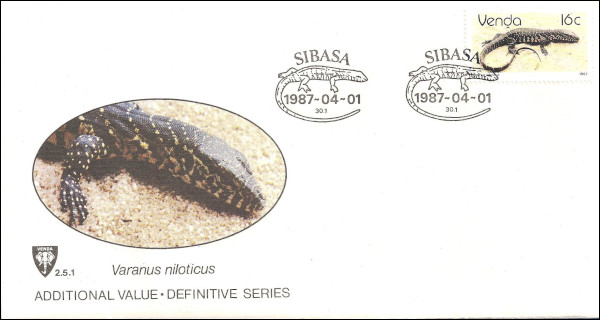 Venda 16c
SIBASA
1987-04-01
30.1
SIBASA
1987-04-01
30.1
VENDA
2.5.1
Varanus niloticus
ADDITIONAL VALUE • DEFINITIVE SERIES